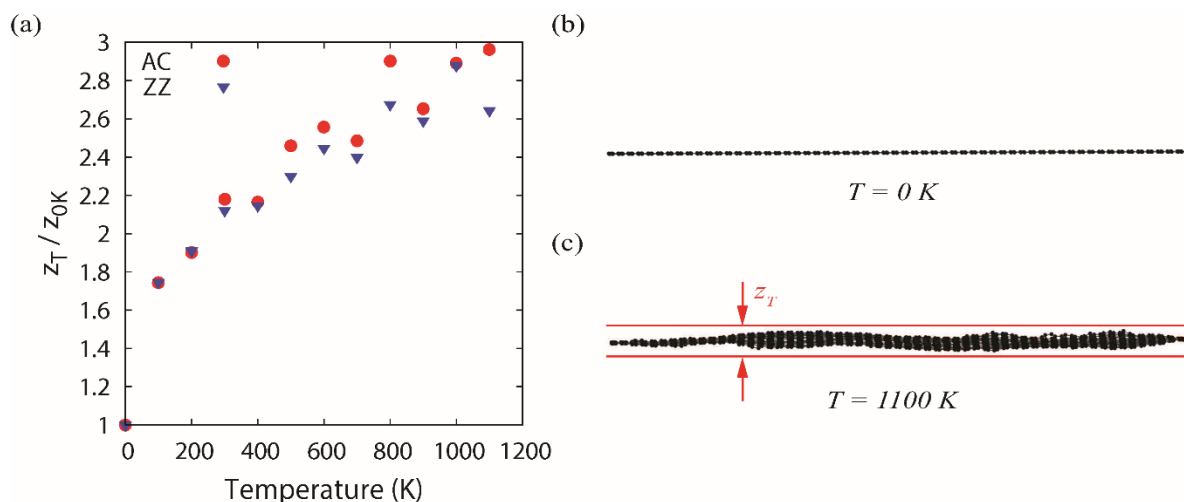 (a)
3
2.8
2.6
2.4
2.2
2
1.8
1.6
1.4
1.2
1
AC
ZZ
z_T / z_0K
0 200 400 600 800 1000 1200
Temperature (K)
(b)
T = 0 K
(c)
z_T
T = 1100 K